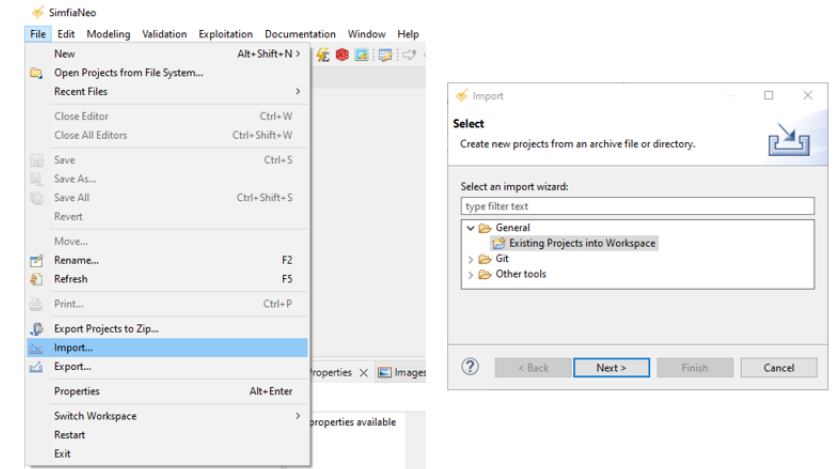 SimfiaNeo
File Edit Modeling Validation Exploitation Documentation Window Help
New Alt+Shift+N >
Open Projects from File System...
Recent Files >
Close Editor Ctrl+W
Close All Editors Ctrl+Shift+W
Save Ctrl+S
Save As...
Save All Ctrl+Shift+S
Revert
Move...
Rename... F2
Refresh F5
Print... Ctrl+P
Export Projects to Zip...
Import...
Export...
Properties Alt+Enter
Switch Workspace >
Restart
Exit
roperties Images
properties available
Import
Select
Create new projects from an archive file or directory.
Select an import wizard:
type filter text
General
Existing Projects into Workspace
Git
Other tools
? < Back Next > Finish Cancel